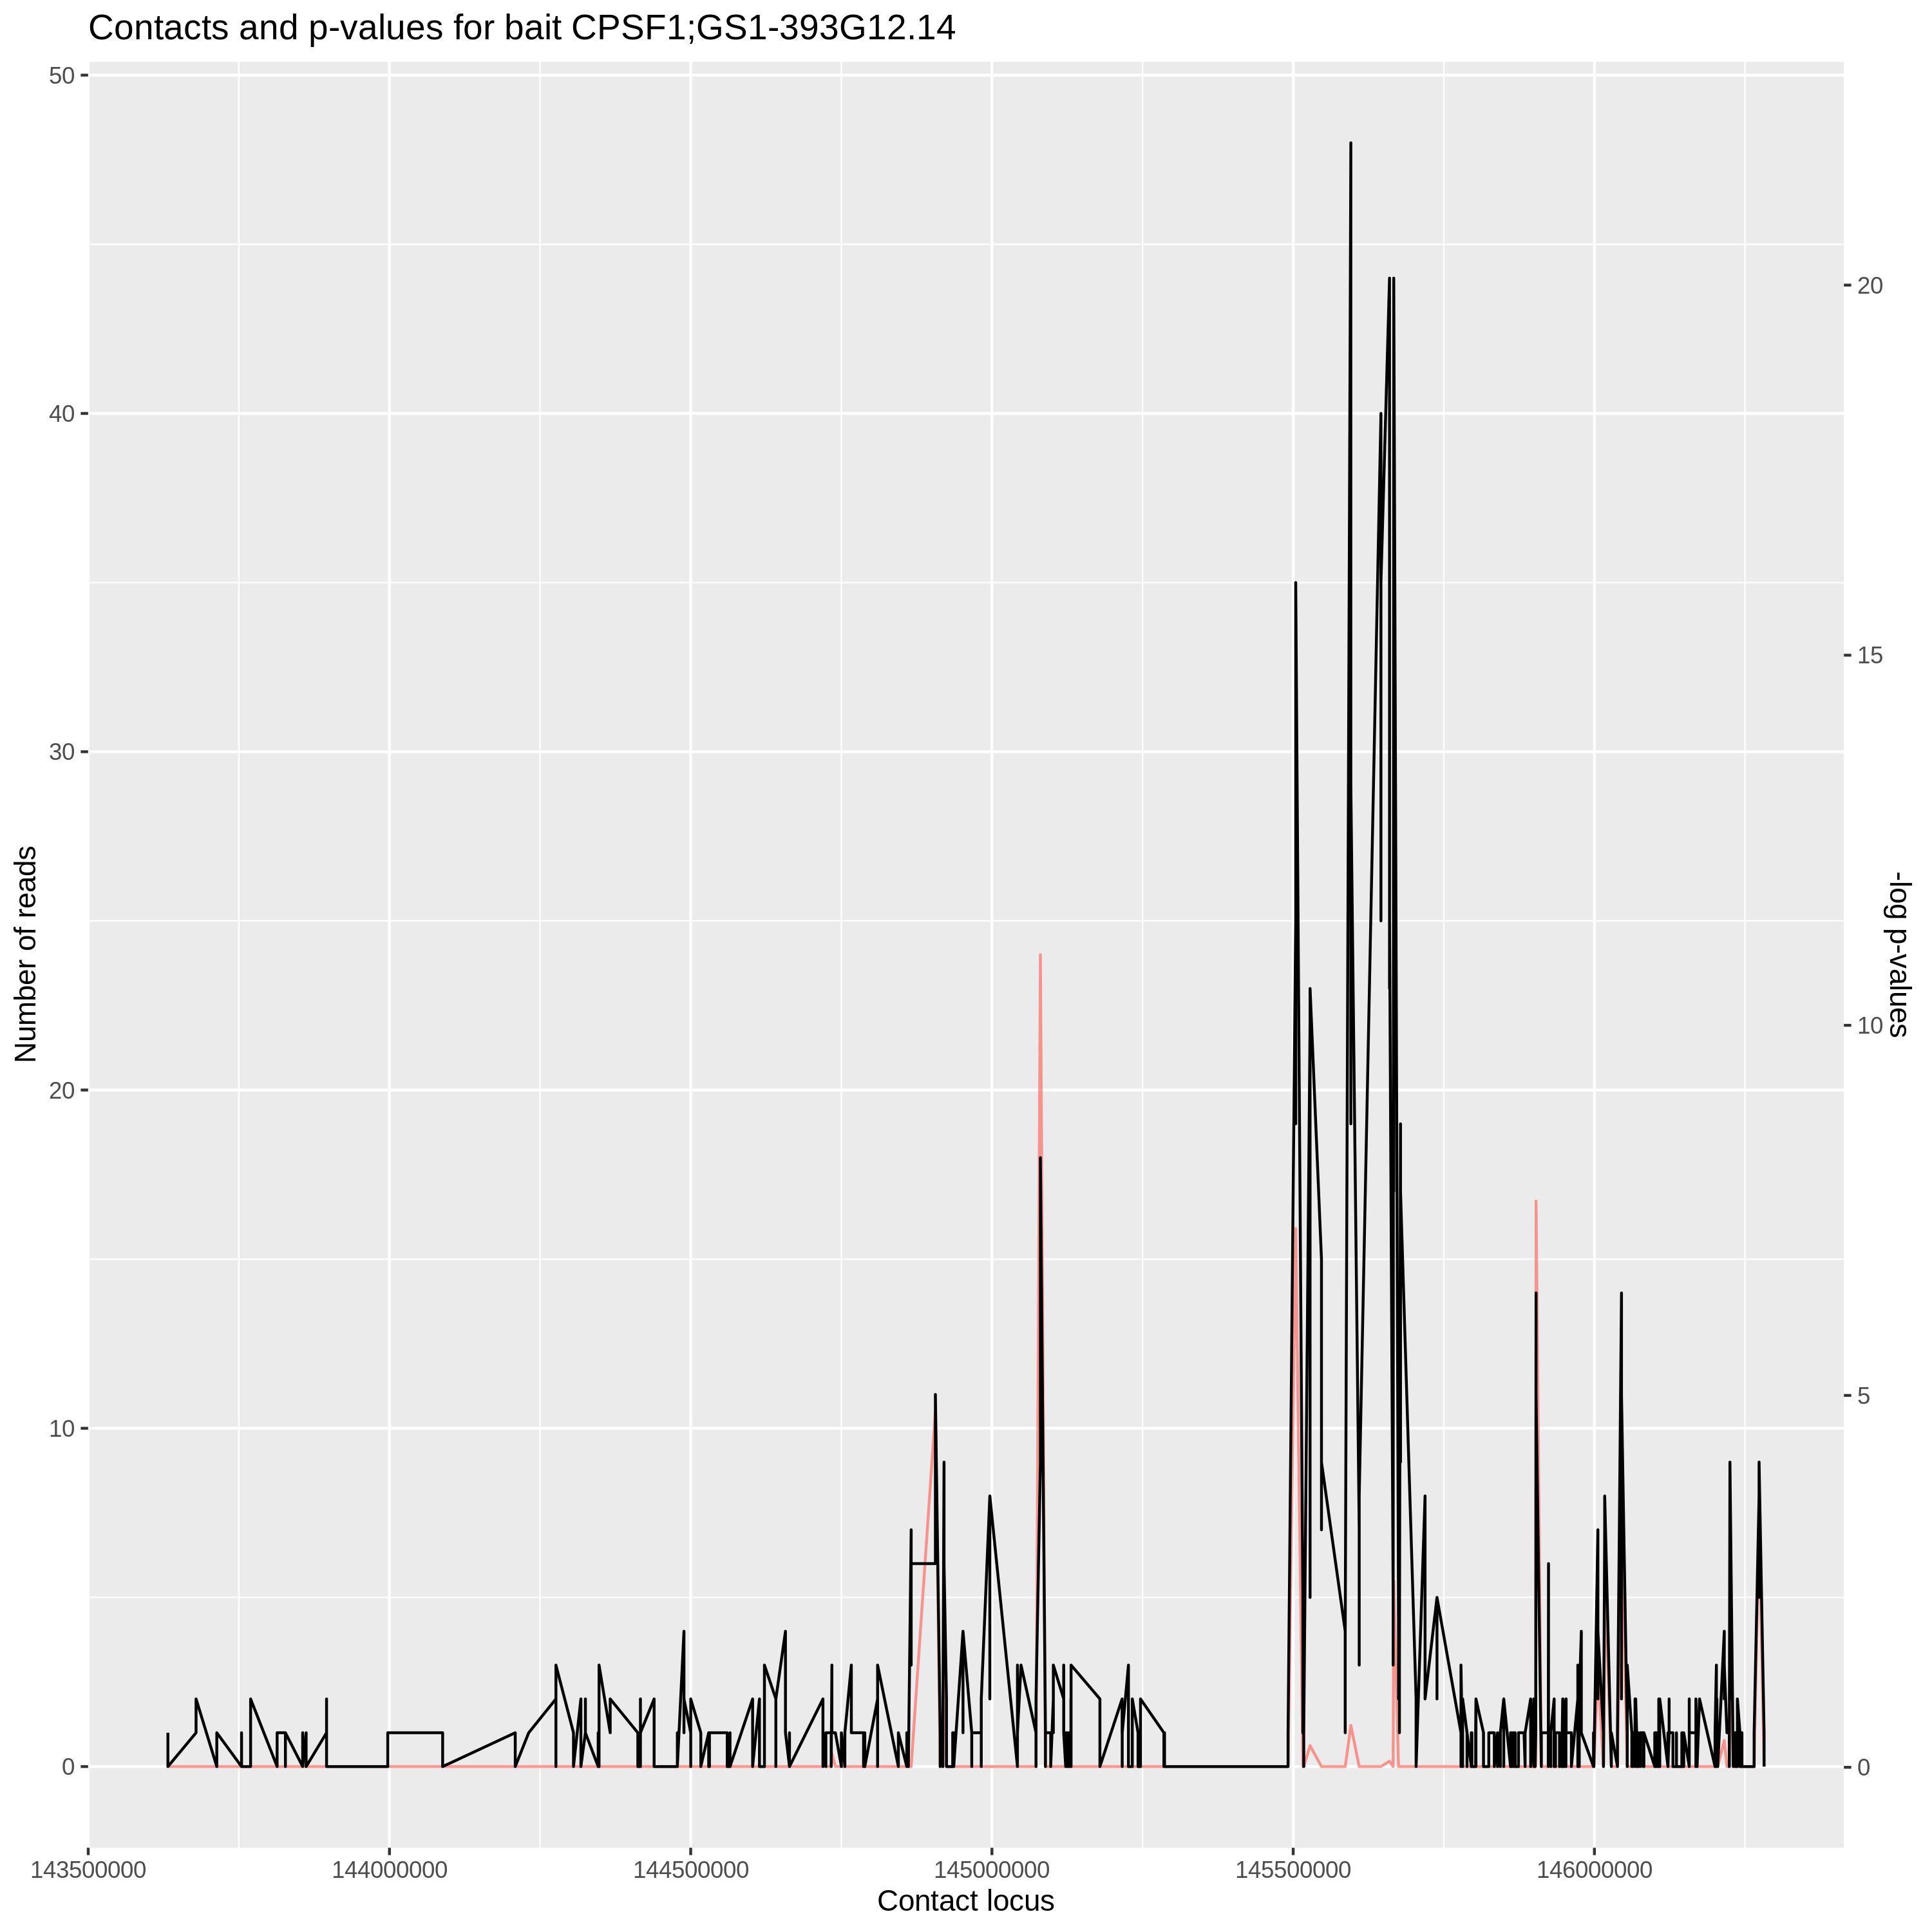 Contacts and p-values for bait CPSF1;GS1-393G12.14
50
40
30
20
10
0
Number of reads
20
15
10
5
0
-log p-values
143500000 144000000 144500000 145000000 145500000 146000000
Contact locus